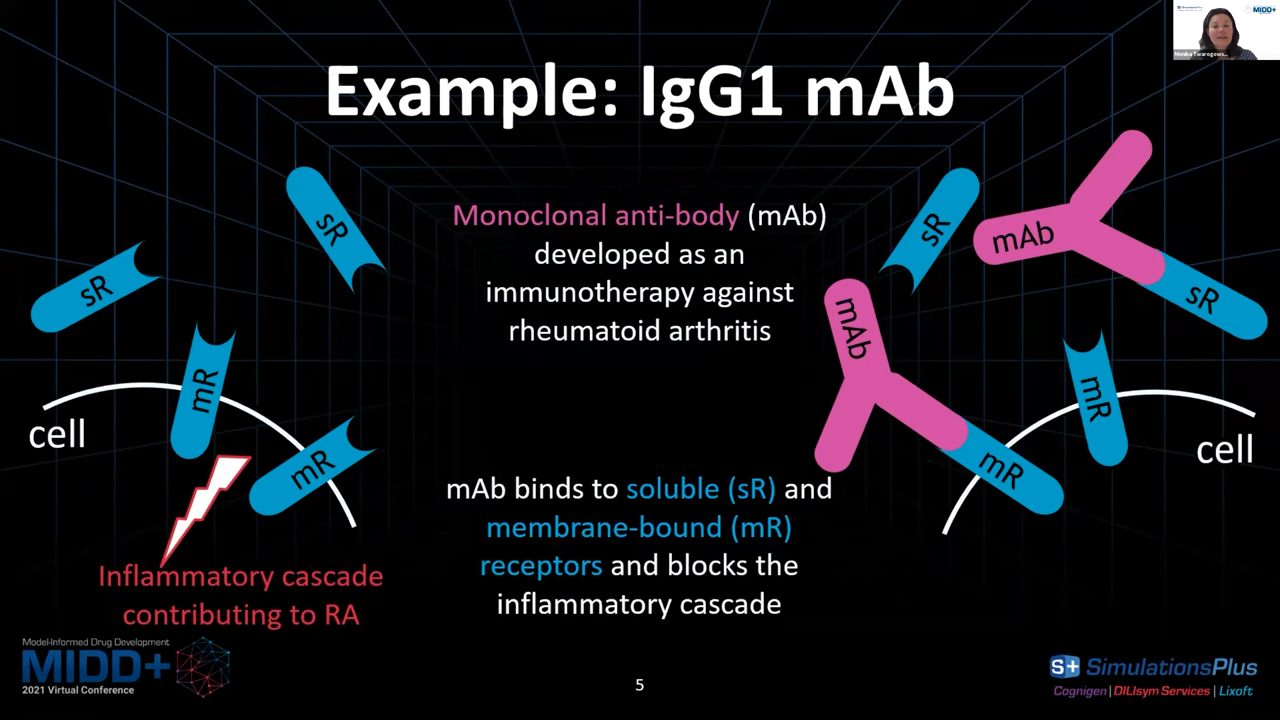 Example: IgG1 mAb
MIDD+
sR
sR
mR
mR
cell
Inflammatory cascade
contributing to RA
Monoclonal anti-body (mAb)
developed as an
immunotherapy against
rheumatoid arthritis
mAb binds to soluble (sR) and
membrane-bound (mR)
receptors and blocks the
inflammatory cascade
sR
mAb
sR
mAb
mR
mR
cell
Model-Informed Drug Development
MIDD+
2021 Virtual Conference
5
S+ SimulationsPlus
Cognigen | DILIsym Services | Lixoft